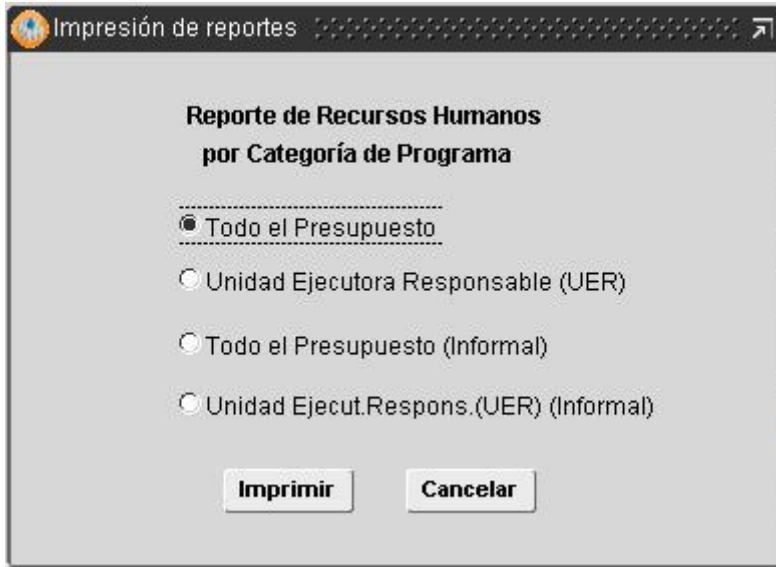 Impresión de reportes
Reporte de Recursos Humanos
por Categoría de Programa
Todo el Presupuesto
Unidad Ejecutora Responsable (UER)
Todo el Presupuesto (Informal)
Unidad Ejecut.Respons.(UER) (Informal)
Imprimir Cancelar